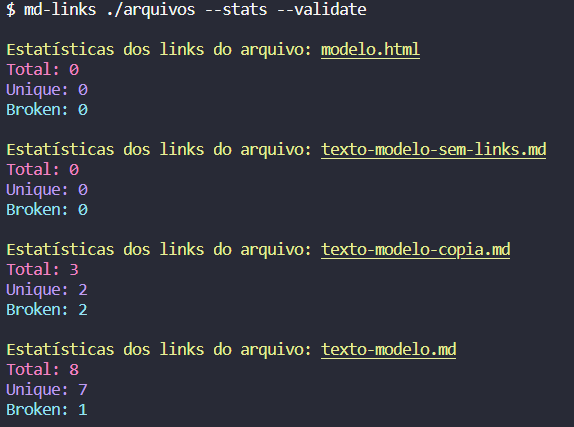 $ md-links ./arquivos --stats --validate
Estatísticas dos links do arquivo: modelo.html
Total: 0
Unique: 0
Broken: 0
Estatísticas dos links do arquivo: texto-modelo-sem-links.md
Total: 0
Unique: 0
Broken: 0
Estatísticas dos links do arquivo: texto-modelo-copia.md
Total: 3
Unique: 2
Broken: 2
Estatísticas dos links do arquivo: texto-modelo.md
Total: 8
Unique: 7
Broken: 1